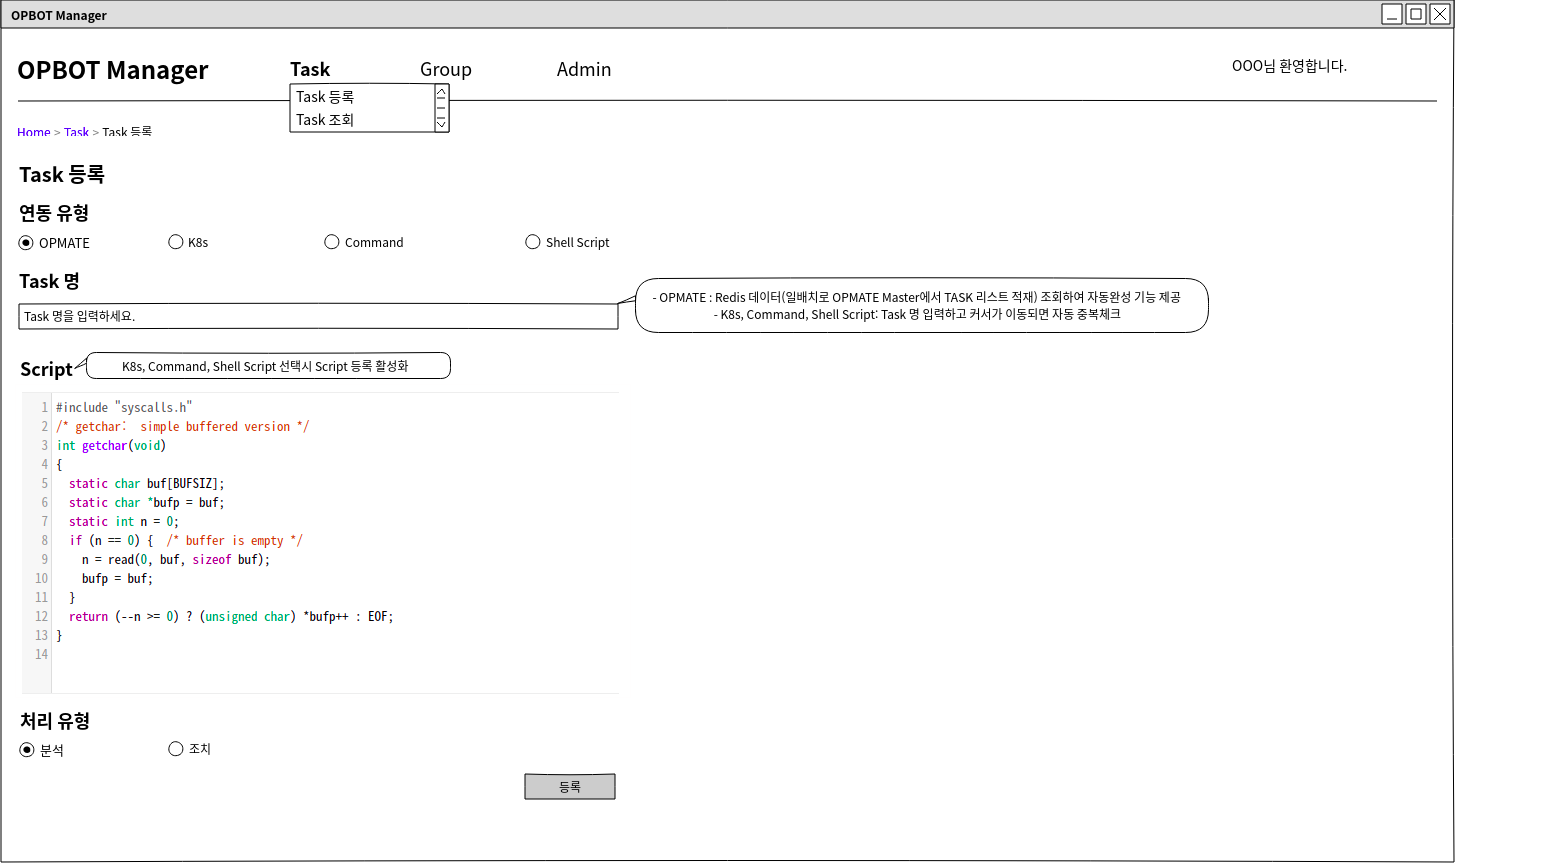 OPBOT Manager
OPBOT Manager
Task
Group
Admin
OOO님 환영합니다.
Task 등록
Task 조회
Home > Task > Task 등록
Task 등록
연동 유형
OPMATE
K8s
Command
Shell Script
Task 명
Task 명을 입력하세요.
- OPMATE : Redis 데이터(일배치로 OPMATE Master에서 TASK 리스트 적재) 조회하여 자동완성 기능 제공
- K8s, Command, Shell Script: Task 명 입력하고 커서가 이동되면 자동 중복체크
Script
K8s, Command, Shell Script 선택시 Script 등록 활성화
1 #include "syscalls.h"
2 /* getchar:  simple buffered version */
3 int getchar(void)
4 {
5   static char buf[BUFSIZ];
6   static char *bufp = buf;
7   static int n = 0;
8   if (n == 0) {  /* buffer is empty */
9     n = read(0, buf, sizeof buf);
10     bufp = buf;
11   }
12   return (--n >= 0) ? (unsigned char) *bufp++ : EOF;
13 }
14
처리 유형
분석
조치
등록